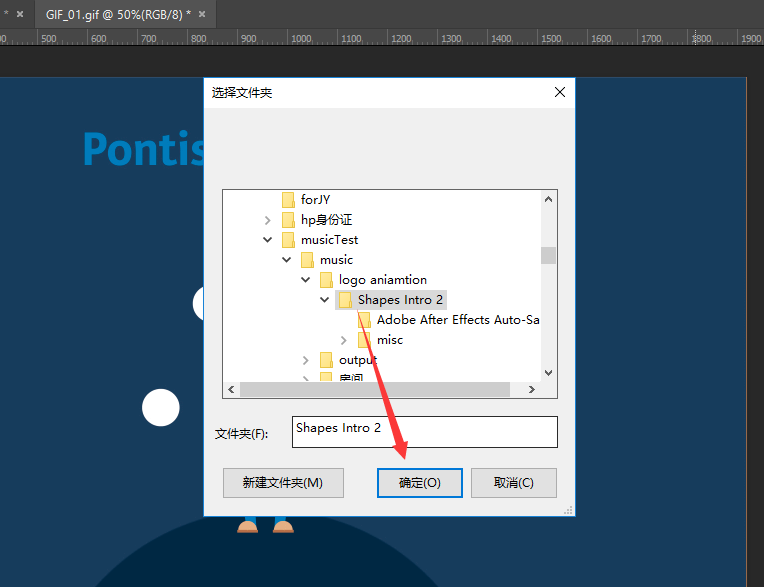 * × GIF_01.gif @ 50%(RGB/8) * ×
500 600 700 800 900 1000 1100 1200 1300 1400 1500 1600 1700 1800 1900
选择文件夹
Pontis
forJY
hp身份证
musicTest
music
logo aniamtion
Shapes Intro 2
Adobe After Effects Auto-Sa
misc
output
房间
文件夹(F):
Shapes Intro 2
新建文件夹(M) 确定(O) 取消(C)